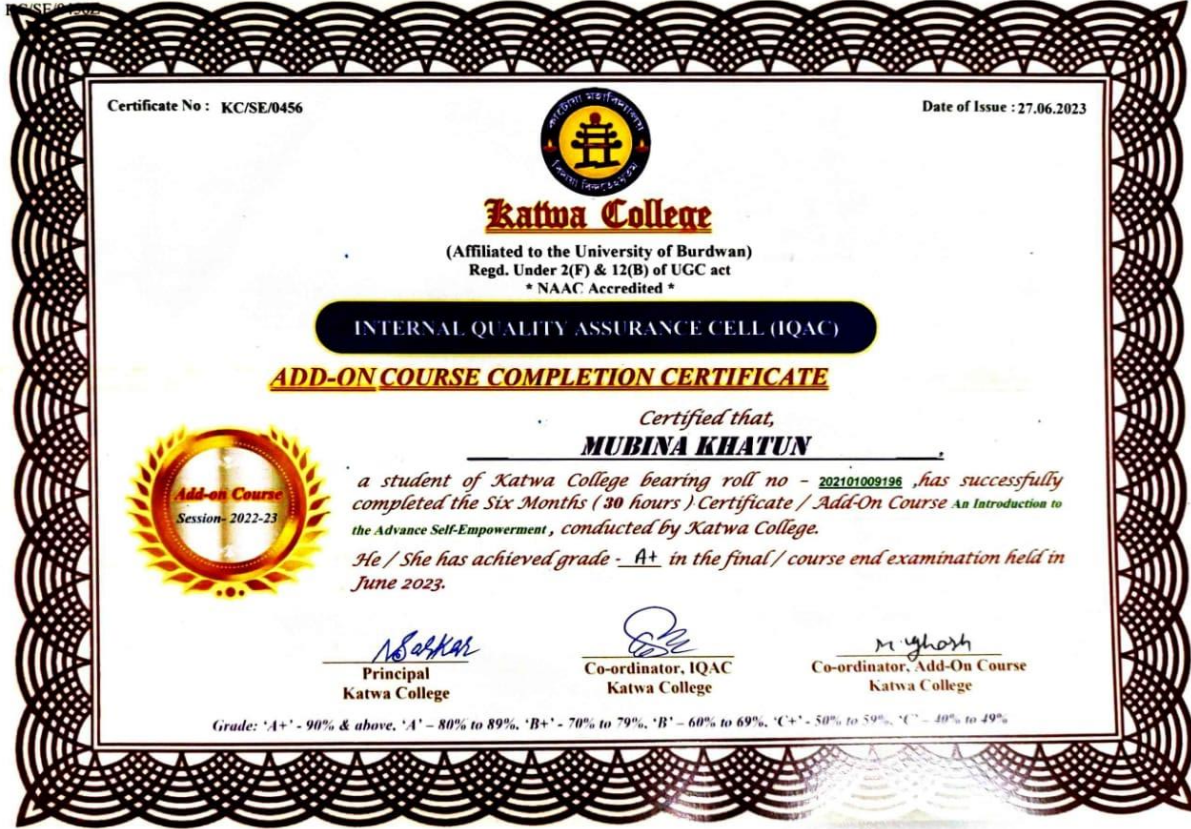 Certificate No : KC/SE/0456
Date of Issue : 27.06.2023
কাটোয়া মহাবিদ্যালয়
Katwa College
(Affiliated to the University of Burdwan)
Regd. Under 2(F) & 12(B) of UGC act
* NAAC Accredited *
INTERNAL QUALITY ASSURANCE CELL (IQAC)
ADD-ON COURSE COMPLETION CERTIFICATE
Certified that,
MUBINA KHATUN ,
Add-on Course
Session- 2022-23
a student of Katwa College bearing roll no - 202101009196 ,has successfully
completed the Six Months ( 30 hours ) Certificate / Add-On Course An Introduction to
the Advance Self-Empowerment , conducted by Katwa College.
He / She has achieved grade - A+ in the final / course end examination held in
June 2023.
NSarkar
M. Ghosh
Principal
Katwa College
Co-ordinator, IQAC
Katwa College
Co-ordinator, Add-On Course
Katwa College
Grade: 'A+' - 90% & above, 'A' – 80% to 89%, 'B+' - 70% to 79%, 'B' – 60% to 69%, 'C+' - 50% to 59%, 'C' – 40% to 49%